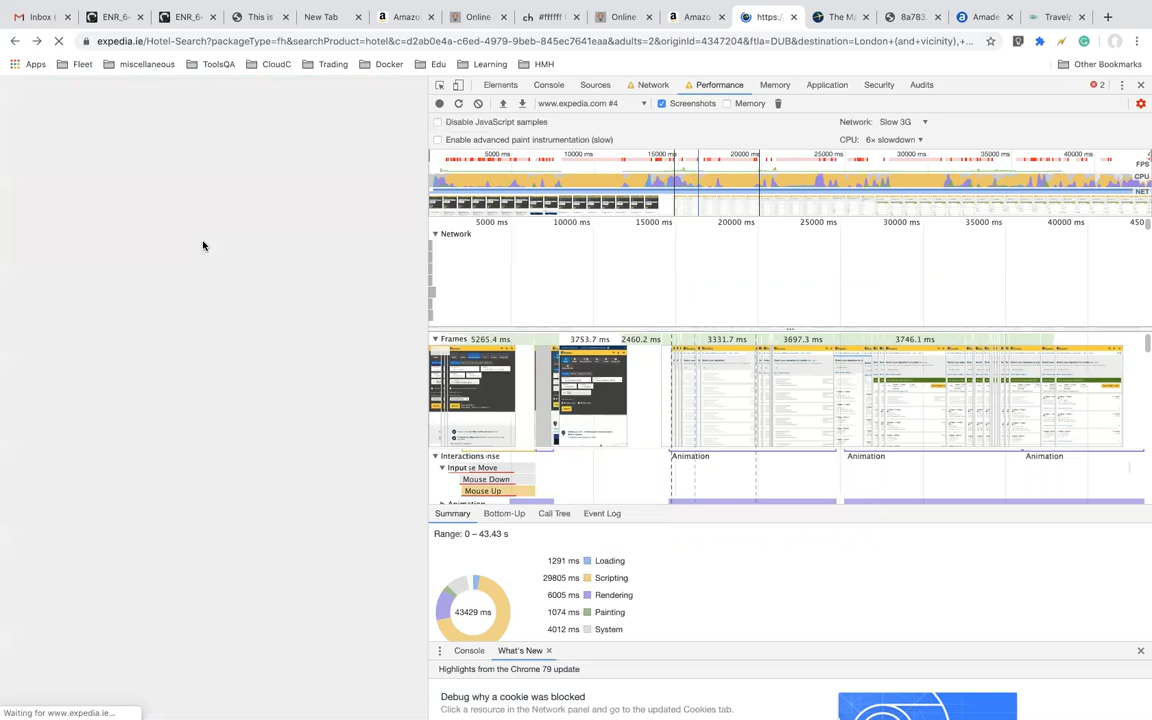 Inbox ( ENR_6 ENR_6 This is New Tab Amazo Online #ffffff Online Amazo https:/ The Ma 8a783. Amade Travelp
expedia.ie/Hotel-Search?packageType=fh&searchProduct=hotel&c=d2ab0e4a-c6ed-4979-9beb-845ec7641eaa&adults=2&originId=4347204&ftla=DUB&destination=London+(and+vicinity),+...
Apps Fleet miscellaneous ToolsQA CloudC Trading Docker Edu Learning HMH Other Bookmarks
Elements Console Sources Network Performance Memory Application Security Audits 2
www.expedia.com #4 Screenshots Memory
Disable JavaScript samples Network: Slow 3G
Enable advanced paint instrumentation (slow) CPU: 6× slowdown
5000 ms 10000 ms 15000 ms 20000 ms 25000 ms 30000 ms 35000 ms 40000 ms
FPS
CPU
NET
5000 ms 10000 ms 15000 ms 20000 ms 25000 ms 30000 ms 35000 ms 40000 ms 450
Network
Frames 5265.4 ms 3753.7 ms 2460.2 ms 3331.7 ms 3697.3 ms 3746.1 ms
Interactions onse Animation Animation Animation
Input se Move
Mouse Down
Mouse Up
Animation
Summary Bottom-Up Call Tree Event Log
Range: 0 – 43.43 s
1291 ms Loading
29805 ms Scripting
6005 ms Rendering
43429 ms
1074 ms Painting
4012 ms System
Console What's New
Highlights from the Chrome 79 update
Debug why a cookie was blocked
Click a resource in the Network panel and go to the updated Cookies tab.
Waiting for www.expedia.ie...